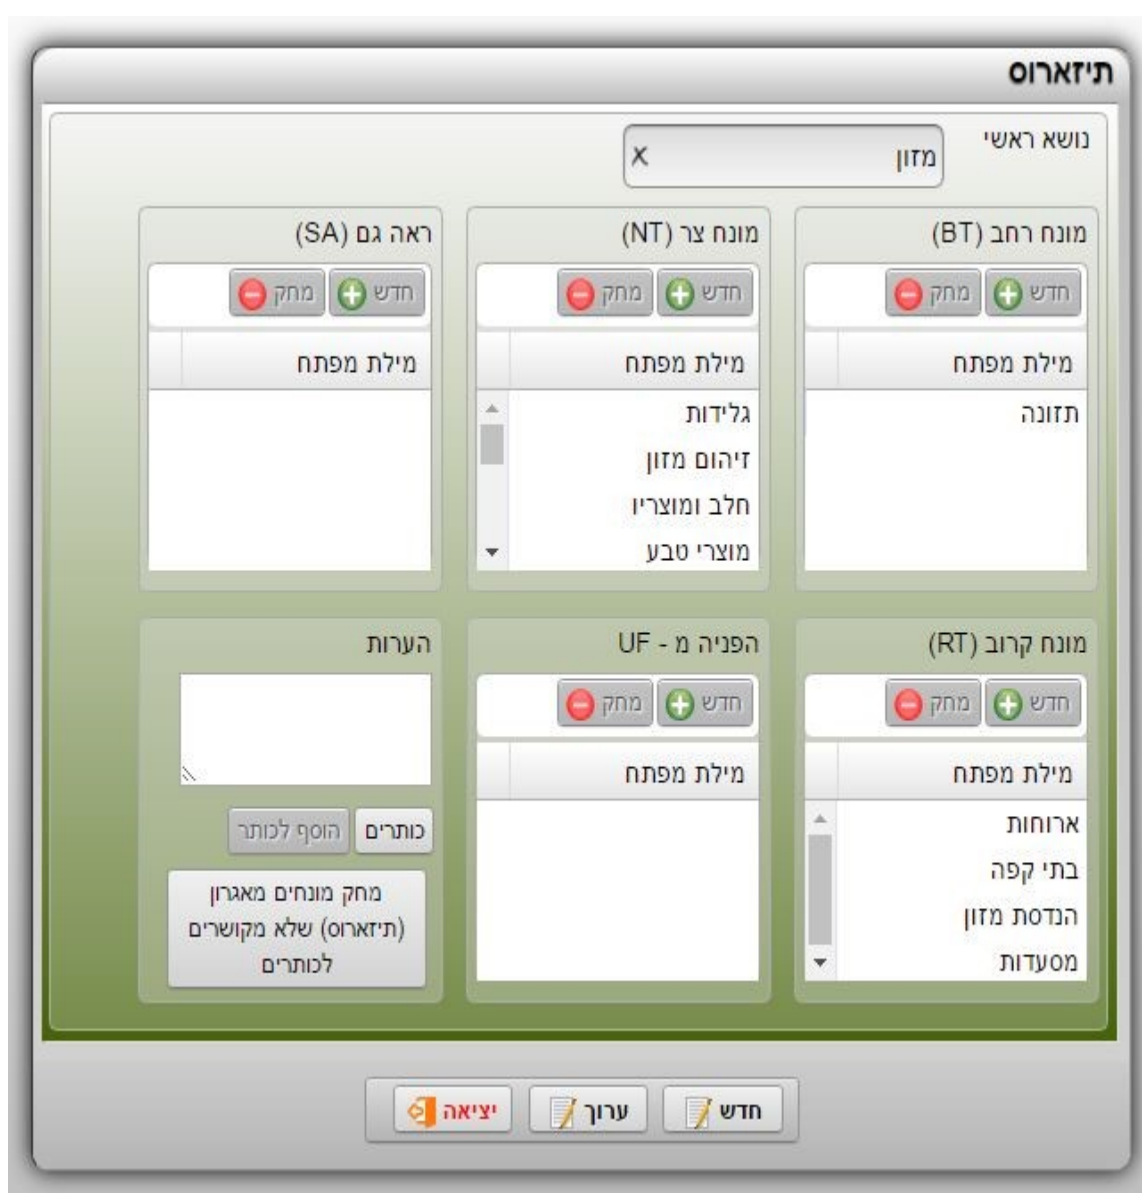 תיזארוס
נושא ראשי
מזון X
מונח רחב (BT)
חדש מחק
מילת מפתח
תזונה
מונח צר (NT)
חדש מחק
מילת מפתח
גלידות
זיהום מזון
חלב ומוצריו
מוצרי טבע
ראה גם (SA)
חדש מחק
מילת מפתח
מונח קרוב (RT)
חדש מחק
מילת מפתח
ארוחות
בתי קפה
הנדסת מזון
מסעדות
הפניה מ - UF
חדש מחק
מילת מפתח
הערות
כותרים הוסף לכותר
מחק מונחים מאגרון
(תיזארוס) שלא מקושרים
לכותרים
חדש ערוך יציאה